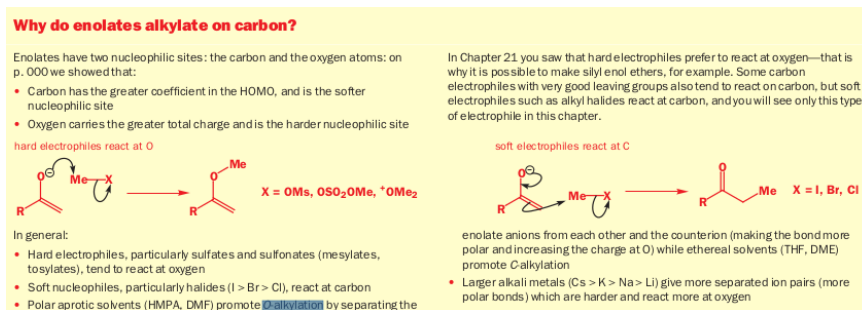 Why do enolates alkylate on carbon?
Enolates have two nucleophilic sites: the carbon and the oxygen atoms: on
p. 000 we showed that:
• Carbon has the greater coefficient in the HOMO, and is the softer
nucleophilic site
• Oxygen carries the greater total charge and is the harder nucleophilic site
hard electrophiles react at O
O⊖ Me X R
O Me R
X = OMs, OSO₂OMe, ⁺OMe₂
In general:
• Hard electrophiles, particularly sulfates and sulfonates (mesylates,
tosylates), tend to react at oxygen
• Soft nucleophiles, particularly halides (I > Br > Cl), react at carbon
• Polar aprotic solvents (HMPA, DMF) promote O-alkylation by separating the
In Chapter 21 you saw that hard electrophiles prefer to react at oxygen—that is
why it is possible to make silyl enol ethers, for example. Some carbon
electrophiles with very good leaving groups also tend to react on carbon, but soft
electrophiles such as alkyl halides react at carbon, and you will see only this type
of electrophile in this chapter.
soft electrophiles react at C
O⊖ R Me X
O R Me
X = I, Br, Cl
enolate anions from each other and the counterion (making the bond more
polar and increasing the charge at O) while ethereal solvents (THF, DME)
promote C-alkylation
• Larger alkali metals (Cs > K > Na > Li) give more separated ion pairs (more
polar bonds) which are harder and react more at oxygen